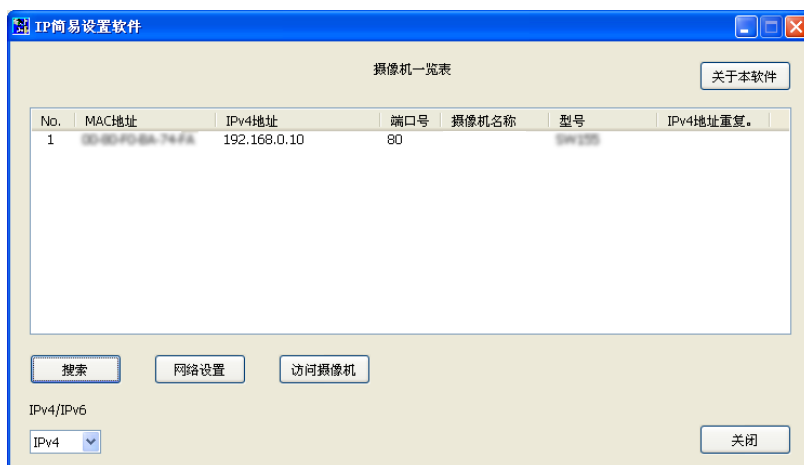 IP简易设置软件
摄像机一览表
关于本软件
No. MAC地址 IPv4地址 端口号 摄像机名称 型号 IPv4地址重复。
1 192.168.0.10 80
搜索 网络设置 访问摄像机
IPv4/IPv6
IPv4 关闭